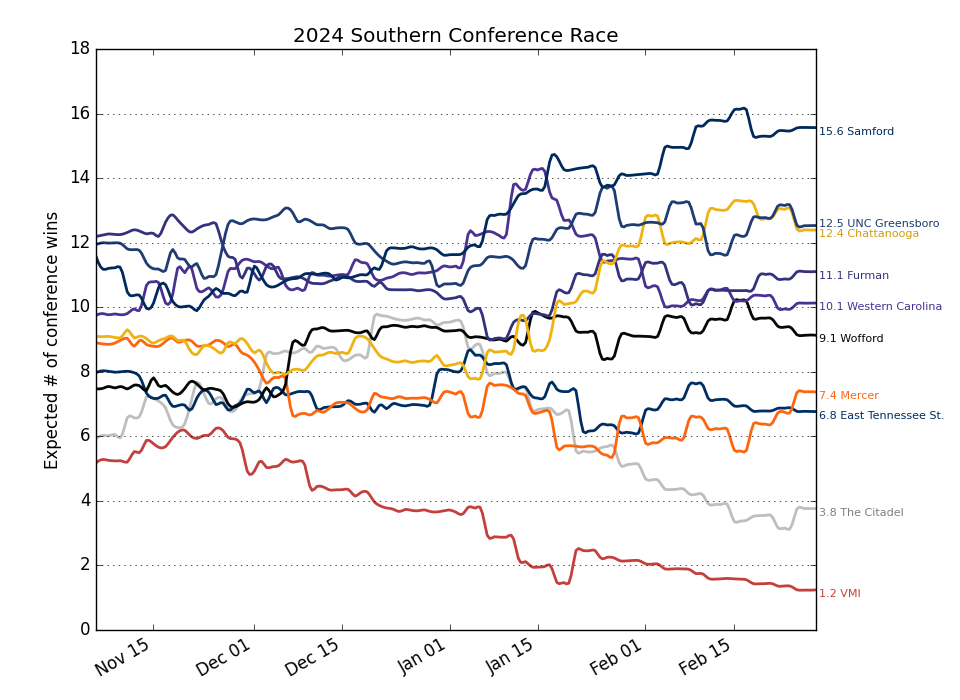 2024 Southern Conference Race
Expected # of conference wins
18
16
14
12
10
8
6
4
2
0
Nov 15
Dec 01
Dec 15
Jan 01
Jan 15
Feb 01
Feb 15
15.6 Samford
12.5 UNC Greensboro
12.4 Chattanooga
11.1 Furman
10.1 Western Carolina
9.1 Wofford
7.4 Mercer
6.8 East Tennessee St.
3.8 The Citadel
1.2 VMI